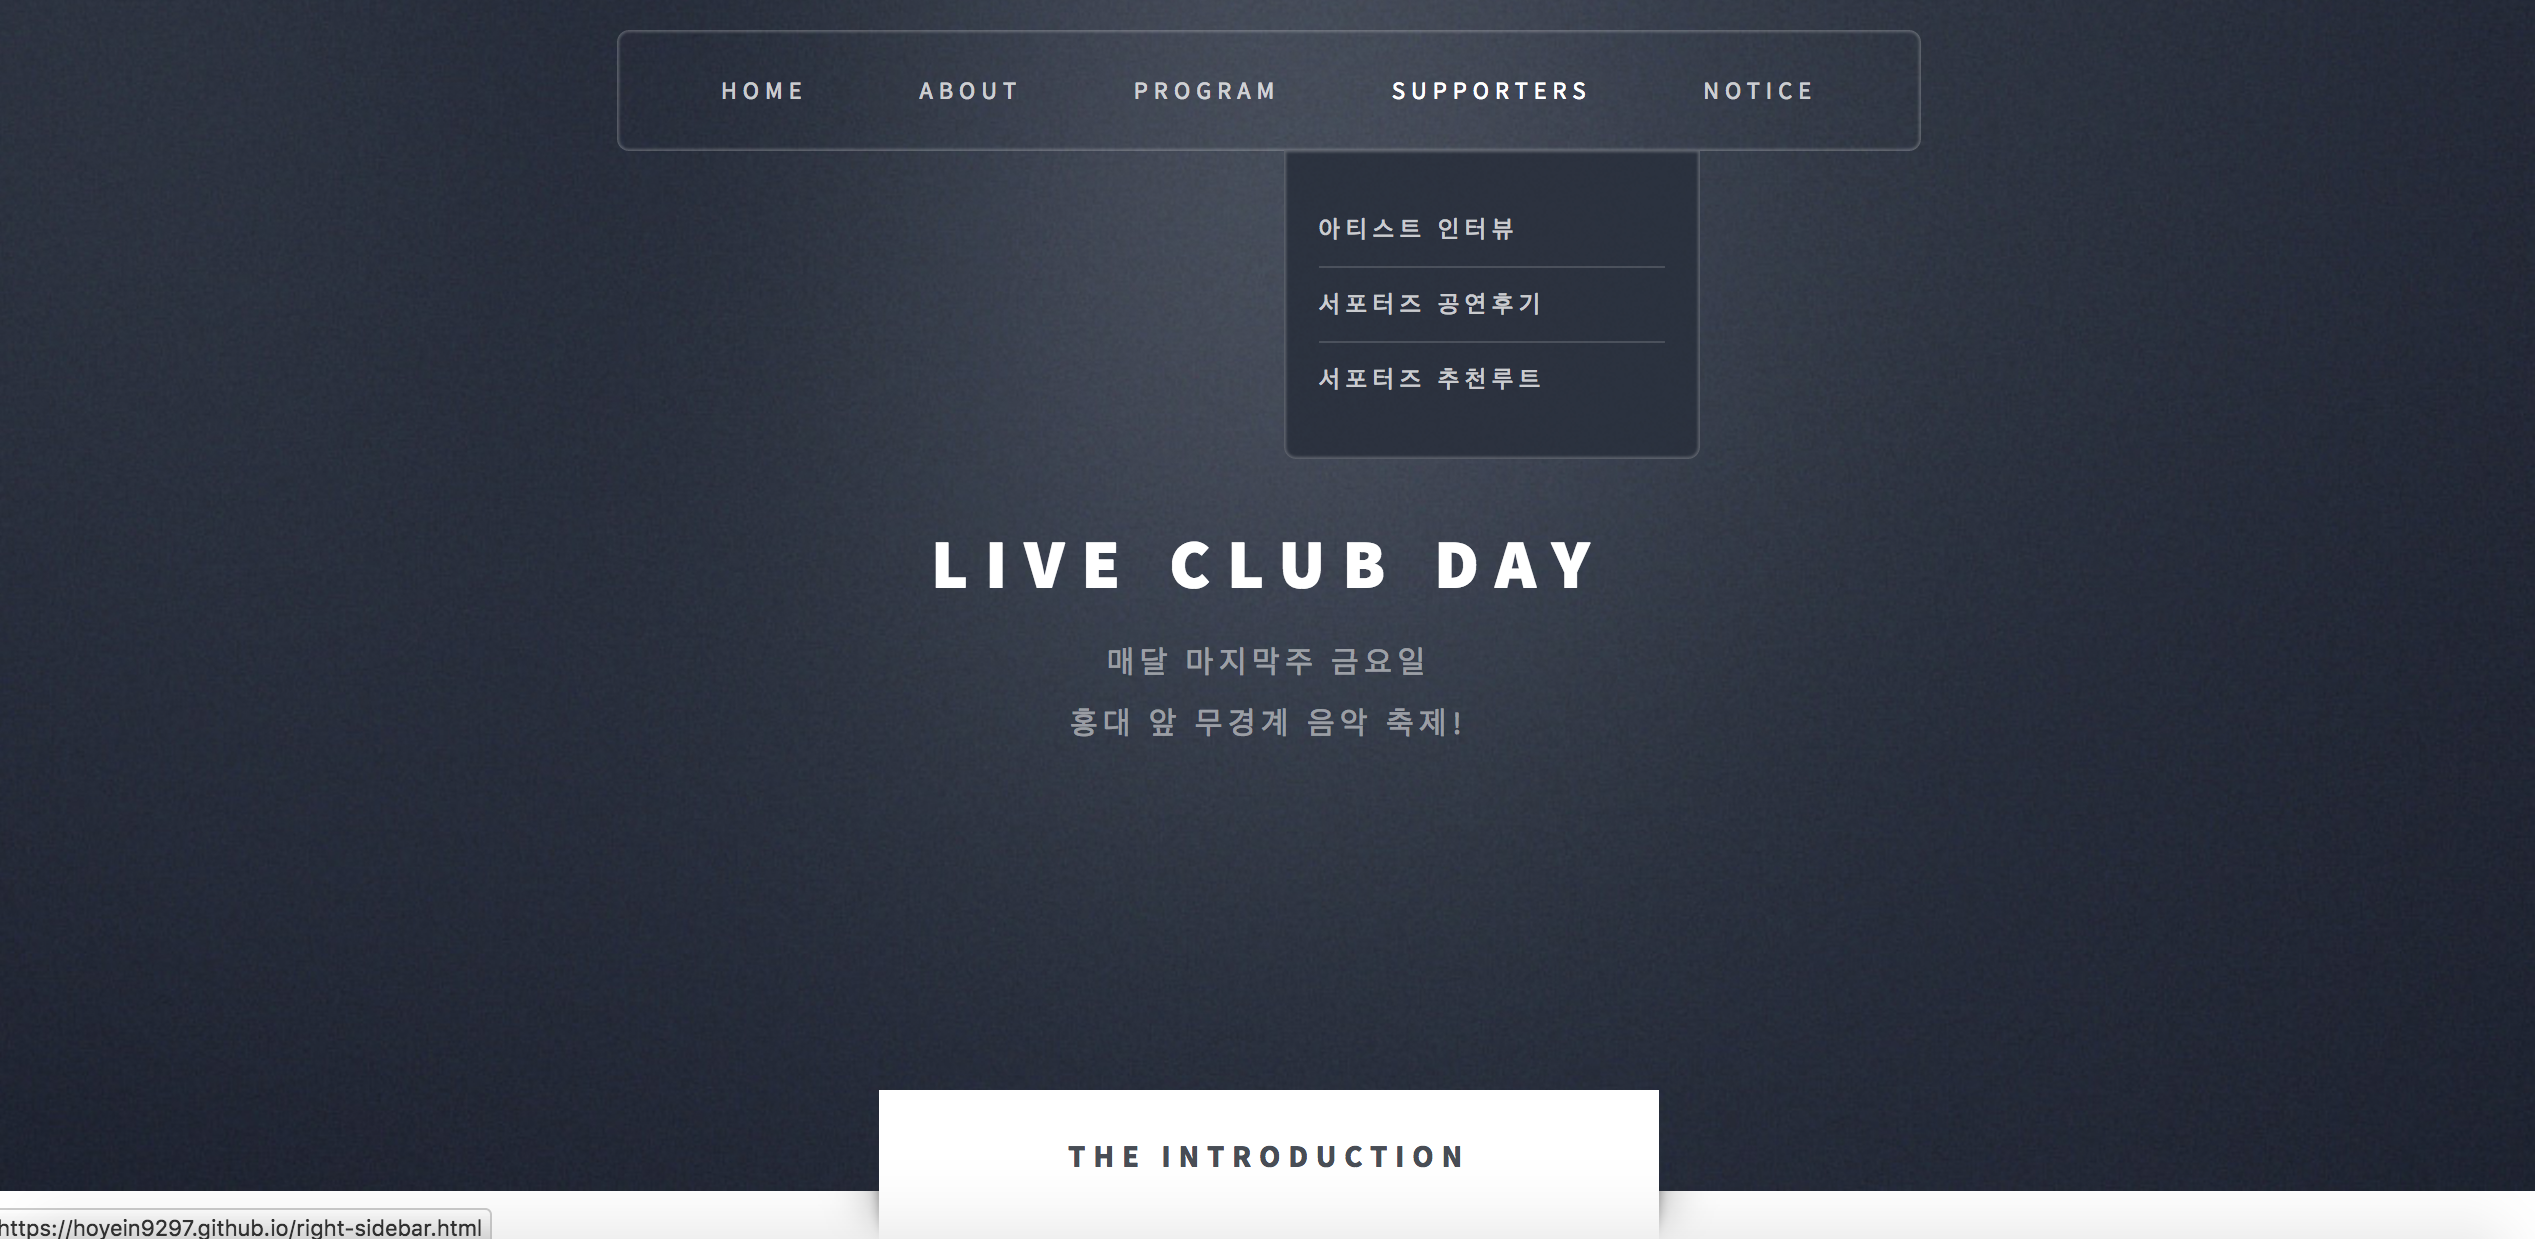 HOME ABOUT PROGRAM SUPPORTERS NOTICE
아티스트 인터뷰
서포터즈 공연후기
서포터즈 추천루트
LIVE CLUB DAY
매달 마지막주 금요일
홍대 앞 무경계 음악 축제!
THE INTRODUCTION
https://hoyein9297.github.io/right-sidebar.html